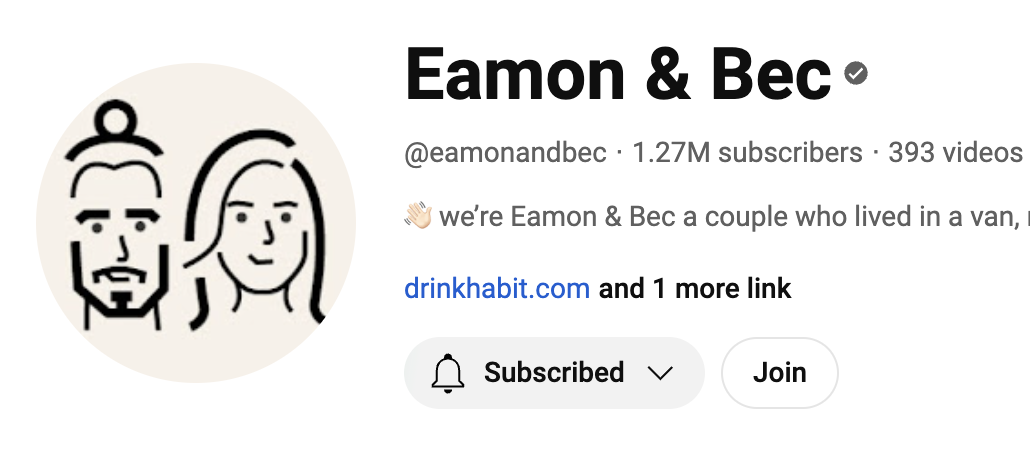 Eamon & Bec
@eamonandbec · 1.27M subscribers · 393 videos
👋🏻 we’re Eamon & Bec a couple who lived in a van,
drinkhabit.com and 1 more link
Subscribed
Join